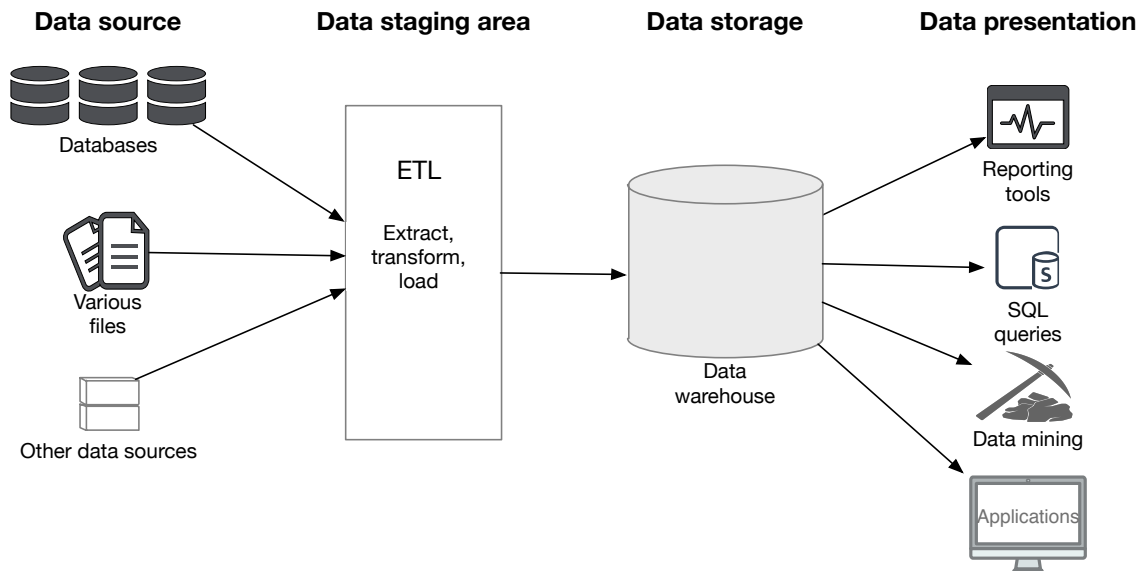 Data source
Data staging area
Data storage
Data presentation
Databases
Various
files
Other data sources
ETL
Extract,
transform,
load
Data
warehouse
Reporting
tools
S
SQL
queries
Data mining
Applications